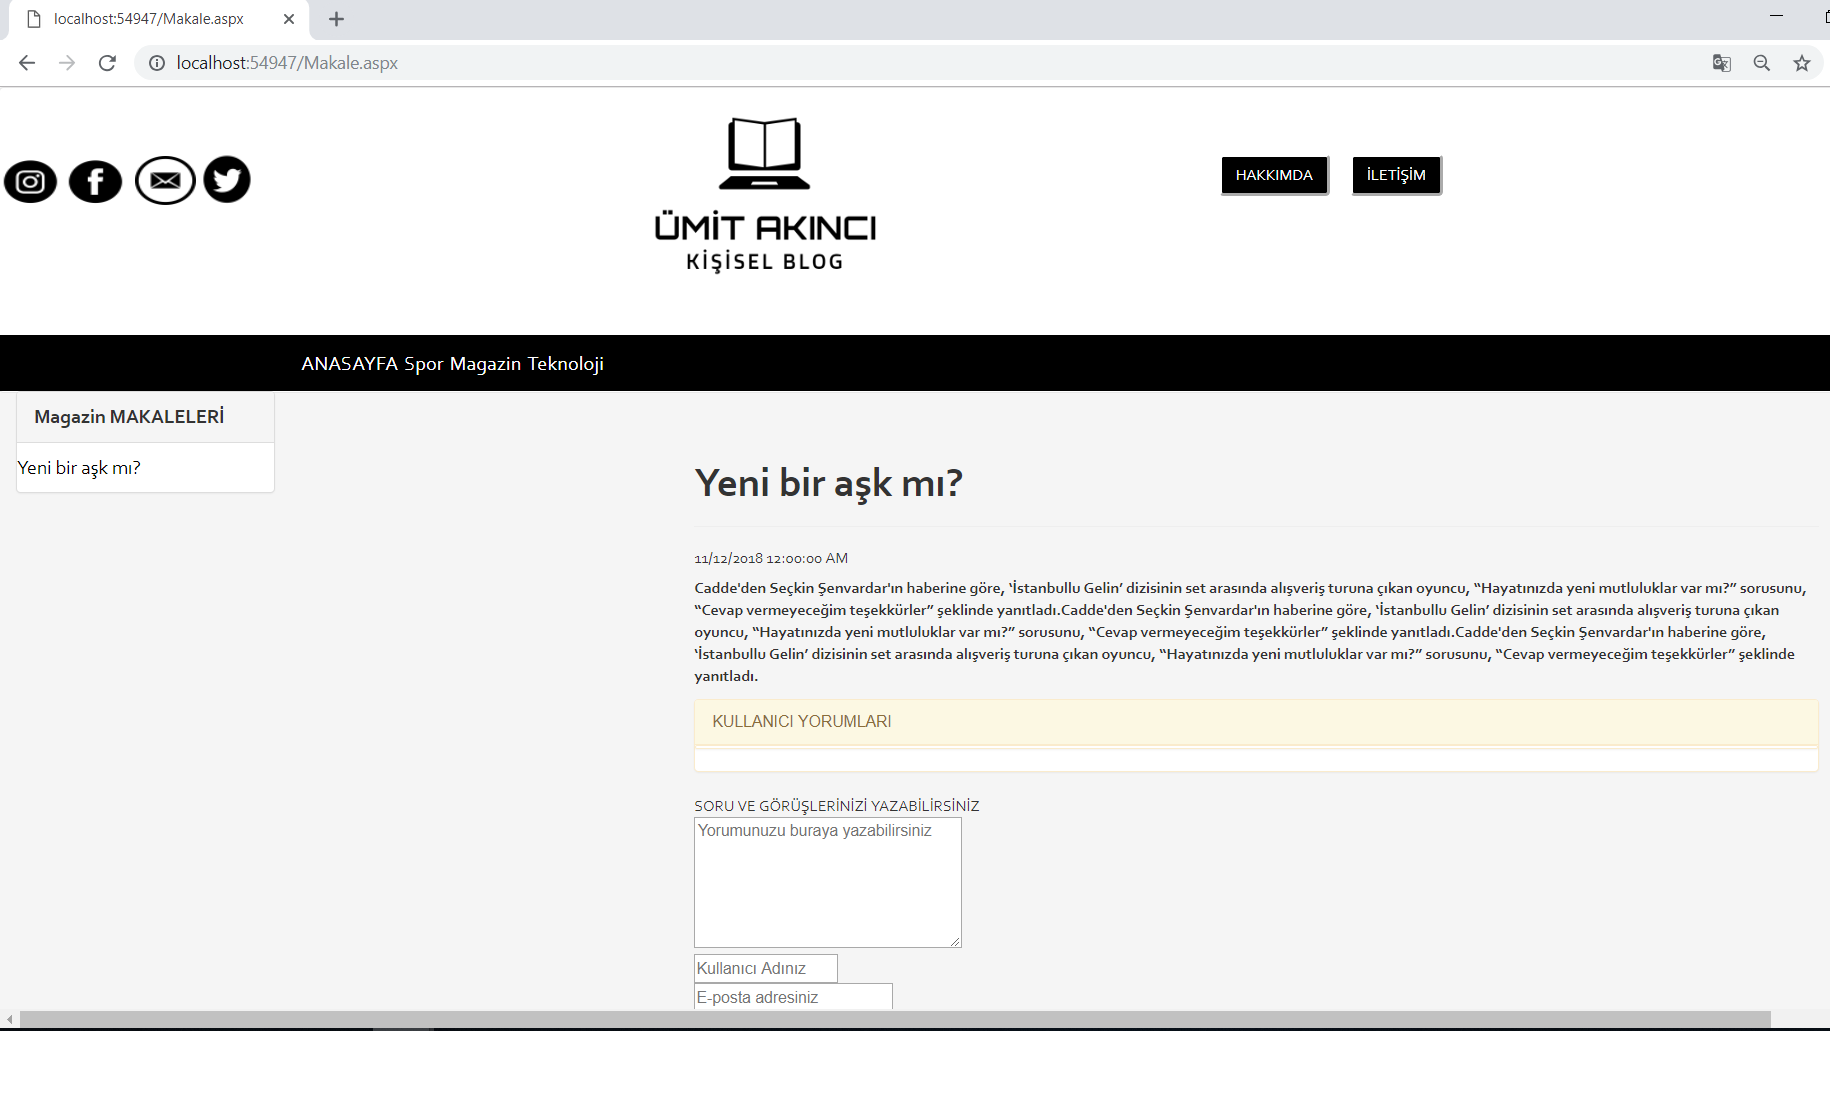 localhost:54947/Makale.aspx
localhost:54947/Makale.aspx
ÜMİT AKINCI
KİŞİSEL BLOG
HAKKIMDA
İLETİŞİM
ANASAYFA Spor Magazin Teknoloji
Magazin MAKALELERİ
Yeni bir aşk mı?
Yeni bir aşk mı?
11/12/2018 12:00:00 AM
Cadde'den Seçkin Şenvardar'ın haberine göre, ‘İstanbullu Gelin’ dizisinin set arasında alışveriş turuna çıkan oyuncu, “Hayatınızda yeni mutluluklar var mı?” sorusunu,
“Cevap vermeyeceğim teşekkürler” şeklinde yanıtladı.Cadde'den Seçkin Şenvardar'ın haberine göre, ‘İstanbullu Gelin’ dizisinin set arasında alışveriş turuna çıkan
oyuncu, “Hayatınızda yeni mutluluklar var mı?” sorusunu, “Cevap vermeyeceğim teşekkürler” şeklinde yanıtladı.Cadde'den Seçkin Şenvardar'ın haberine göre,
‘İstanbullu Gelin’ dizisinin set arasında alışveriş turuna çıkan oyuncu, “Hayatınızda yeni mutluluklar var mı?” sorusunu, “Cevap vermeyeceğim teşekkürler” şeklinde
yanıtladı.
KULLANICI YORUMLARI
SORU VE GÖRÜŞLERİNİZİ YAZABİLİRSİNİZ
Yorumunuzu buraya yazabilirsiniz
Kullanıcı Adınız
E-posta adresiniz